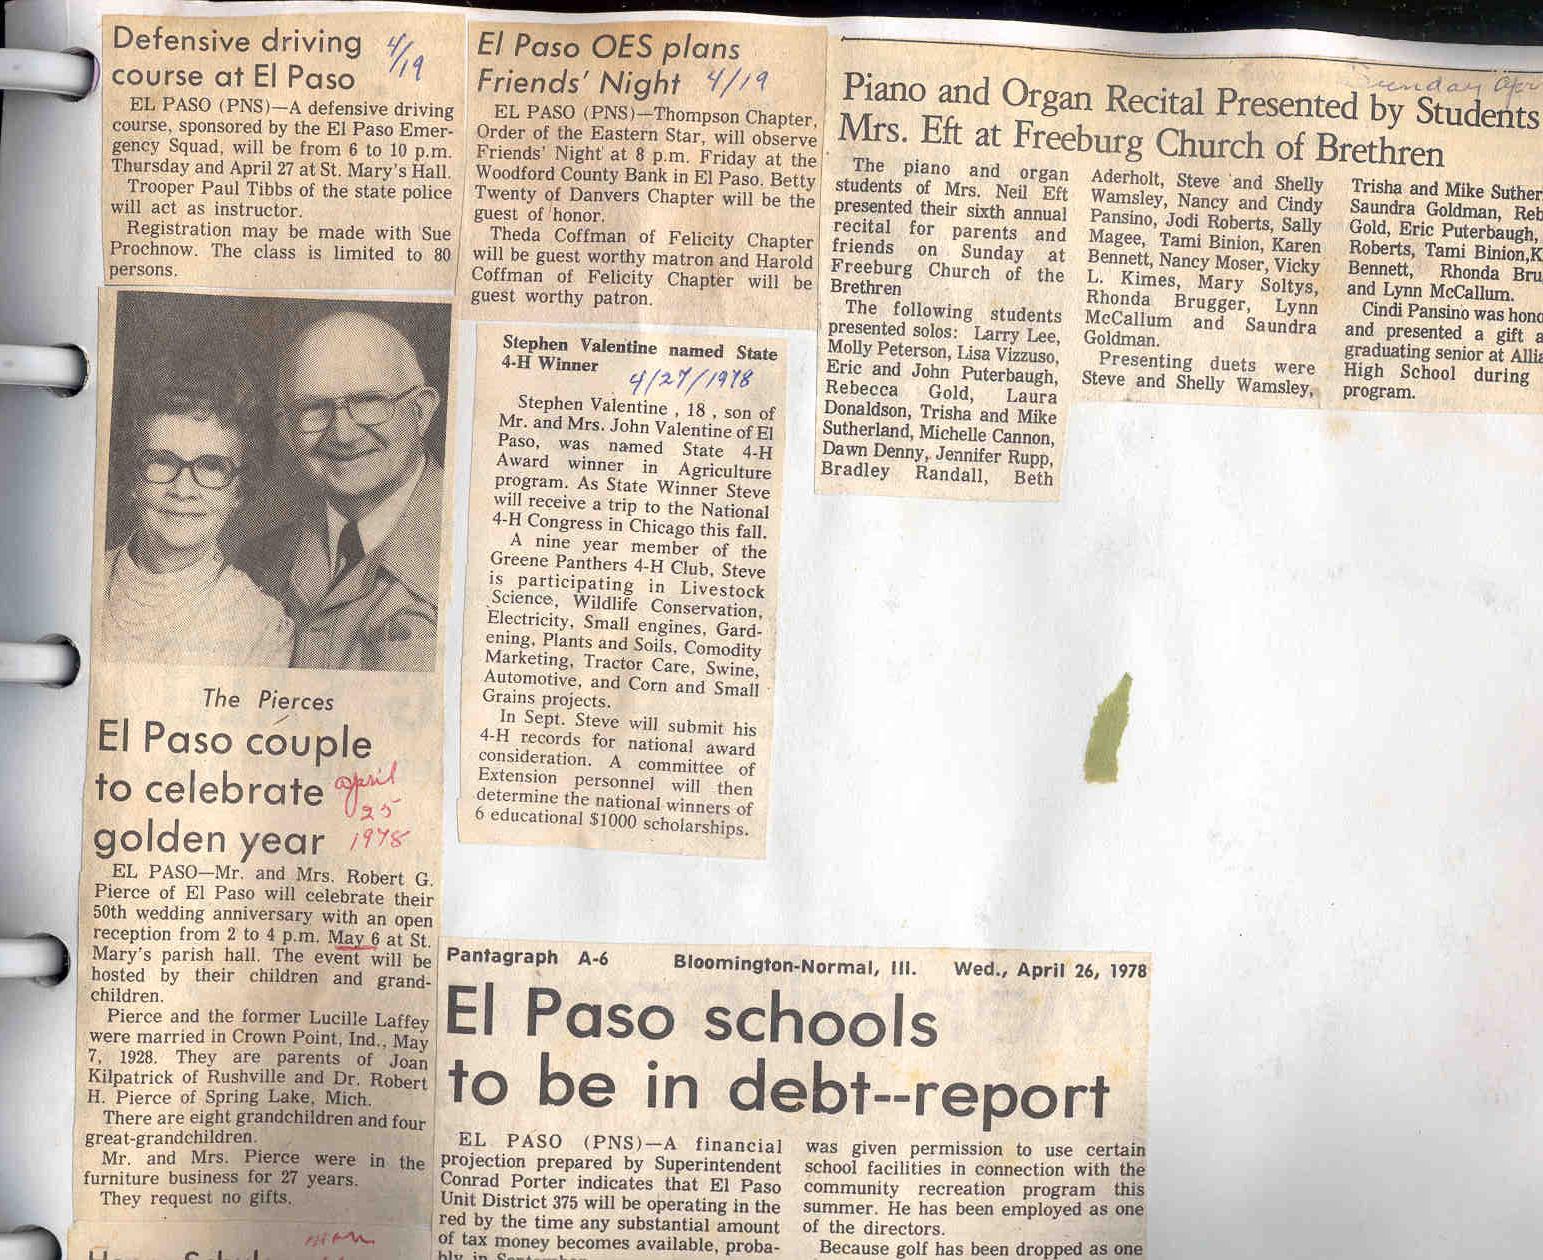 Defensive driving 4/19
course at El Paso
EL PASO (PNS)—A defensive driving
course, sponsored by the El Paso Emer-
gency Squad, will be from 6 to 10 p.m.
Thursday and April 27 at St. Mary's Hall.
Trooper Paul Tibbs of the state police
will act as instructor.
Registration may be made with Sue
Prochnow. The class is limited to 80
persons.
The Pierces
El Paso couple
to celebrate april
25
golden year 1978
EL PASO—Mr. and Mrs. Robert G.
Pierce of El Paso will celebrate their
50th wedding anniversary with an open
reception from 2 to 4 p.m. May 6 at St.
Mary's parish hall. The event will be
hosted by their children and grand-
children.
Pierce and the former Lucille Laffey
were married in Crown Point, Ind., May
7, 1928. They are parents of Joan
Kilpatrick of Rushville and Dr. Robert
H. Pierce of Spring Lake, Mich.
There are eight grandchildren and four
great-grandchildren.
Mr. and Mrs. Pierce were in the
furniture business for 27 years.
They request no gifts.
El Paso OES plans
Friends' Night 4/19
EL PASO (PNS)—Thompson Chapter,
Order of the Eastern Star, will observe
Friends' Night at 8 p.m. Friday at the
Woodford County Bank in El Paso. Betty
Twenty of Danvers Chapter will be the
guest of honor.
Theda Coffman of Felicity Chapter
will be guest worthy matron and Harold
Coffman of Felicity Chapter will be
guest worthy patron.
Stephen Valentine named State
4-H Winner
4/27/1978
Stephen Valentine , 18 , son of
Mr. and Mrs. John Valentine of El
Paso, was named State 4-H
Award winner in Agriculture
program. As State Winner Steve
will receive a trip to the National
4-H Congress in Chicago this fall.
A nine year member of the
Greene Panthers 4-H Club, Steve
is participating in Livestock
Science, Wildlife Conservation,
Electricity, Small engines, Gard-
ening, Plants and Soils, Comodity
Marketing, Tractor Care, Swine,
Automotive, and Corn and Small
Grains projects.
In Sept. Steve will submit his
4-H records for national award
consideration. A committee of
Extension personnel will then
determine the national winners of
6 educational $1000 scholarships.
Sunday Apr
Piano and Organ Recital Presented by Students
Mrs. Eft at Freeburg Church of Brethren
The piano and organ
students of Mrs. Neil Eft
presented their sixth annual
recital for parents and
friends on Sunday at
Freeburg Church of the
Brethren
The following students
presented solos: Larry Lee,
Molly Peterson, Lisa Vizzuso,
Eric and John Puterbaugh,
Rebecca Gold, Laura
Donaldson, Trisha and Mike
Sutherland, Michelle Cannon,
Dawn Denny, Jennifer Rupp,
Bradley Randall, Beth
Aderholt, Steve and Shelly
Wamsley, Nancy and Cindy
Pansino, Jodi Roberts, Sally
Magee, Tami Binion, Karen
Bennett, Nancy Moser, Vicky
L. Kimes, Mary Soltys,
Rhonda Brugger, Lynn
McCallum and Saundra
Goldman.
Presenting duets were
Steve and Shelly Wamsley,
Trisha and Mike Suther
Saundra Goldman, Reb
Gold, Eric Puterbaugh,
Roberts, Tami Binion,K
Bennett, Rhonda Bru
and Lynn McCallum.
Cindi Pansino was hono
and presented a gift a
graduating senior at Allia
High School during
program.
Pantagraph A-6 Bloomington-Normal, Ill. Wed., April 26, 1978
El Paso schools
to be in debt--report
EL PASO (PNS)—A financial
projection prepared by Superintendent
Conrad Porter indicates that El Paso
Unit District 375 will be operating in the
red by the time any substantial amount
of tax money becomes available, proba-
bly in September
was given permission to use certain
school facilities in connection with the
community recreation program this
summer. He has been employed as one
of the directors.
Because golf has been dropped as one